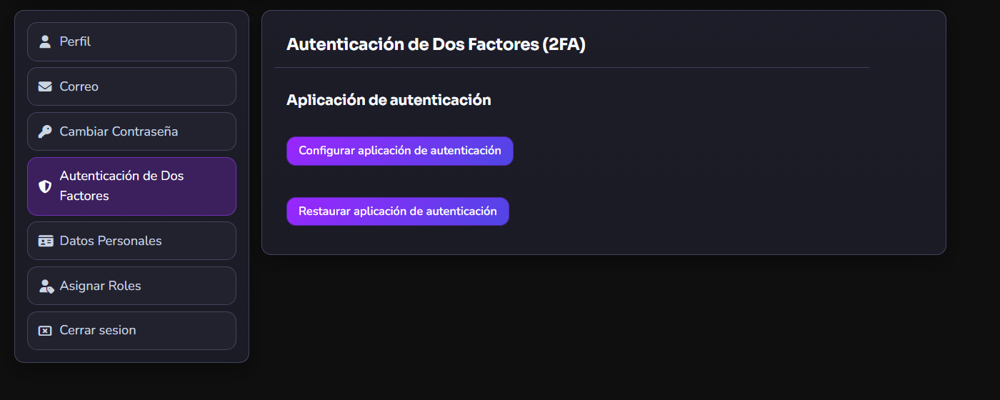 Perfil
Correo
Cambiar Contraseña
Autenticación de Dos
Factores
Datos Personales
Asignar Roles
Cerrar sesion
Autenticación de Dos Factores (2FA)
Aplicación de autenticación
Configurar aplicación de autenticación
Restaurar aplicación de autenticación